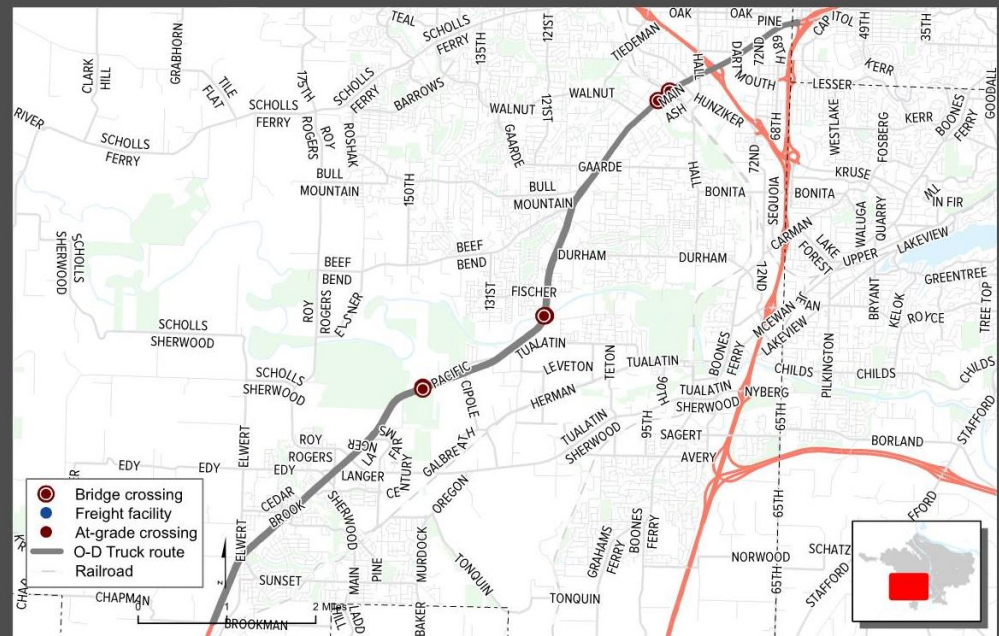 OAK
OAK
PINE
CAPITOL
49TH
35TH
TEAL
SCHOLLS
FERRY
135TH
121ST
TIEDEMAN
HALL
DARTMOUTH
72ND
68TH
KERR
CLARK
HILL
GRABHORN
TILE
FLAT
175TH
SCHOLLS
FERRY
BARROWS
WALNUT
WALNUT
121ST
MAIN
ASH
HUNZIKER
LESSER
GOODALL
RIVER
SCHOLLS
FERRY
SCHOLLS
FERRY
ROGERS
ROY
ROSHAK
GAARDE
68TH
WESTLAKE
FOSBERG
KERR
BOONES
FERRY
BULL
MOUNTAIN
150TH
GAARDE
BULL
MOUNTAIN
HALL
BONITA
72ND
SEQUOIA
BONITA
KRUSE
TWIN FIR
SCHOLLS
SHERWOOD
BEEF
BEND
BEEF
BEND
DURHAM
DURHAM
CARMAN
LAKE
FOREST
WALUGA
QUARRY
UPPER
LAKEVIEW
ROY
ROGERS
ELSNER
131ST
FISCHER
72ND
MCEWAN
JEAN
LAKEVIEW
BRYANT
KELOK
ROYCE
GREENTREE
TREE TOP
SCHOLLS
SHERWOOD
TUALATIN
LEVETON
TETON
TUALATIN
BOONES
FERRY
PILKINGTON
CHILDS
CHILDS
CHILDS
SCHOLLS
SHERWOOD
PACIFIC
CIPOLE
HERMAN
90TH
TUALATIN
SHERWOOD
NYBERG
65TH
STAFFORD
ELWERT
ROY
ROGERS
LANGER
FARMS
CENTURY
GALBREATH
TUALATIN
SHERWOOD
95TH
SAGERT
BORLAND
EDY
EDY
EDY
LANGER
AVERY
CEDAR
BROOK
SHERWOOD
OREGON
65TH
ELWERT
GRAHAMS
FERRY
BOONES
FERRY
SUNSET
MAIN
PINE
MURDOCK
TONQUIN
NORWOOD
65TH
SCHATZ
STAFFORD
CHAPMAN
LADD
HILL
BAKER
TONQUIN
BROOKMAN
Bridge crossing
Freight facility
At-grade crossing
O-D Truck route
Railroad
0 1 2 Miles